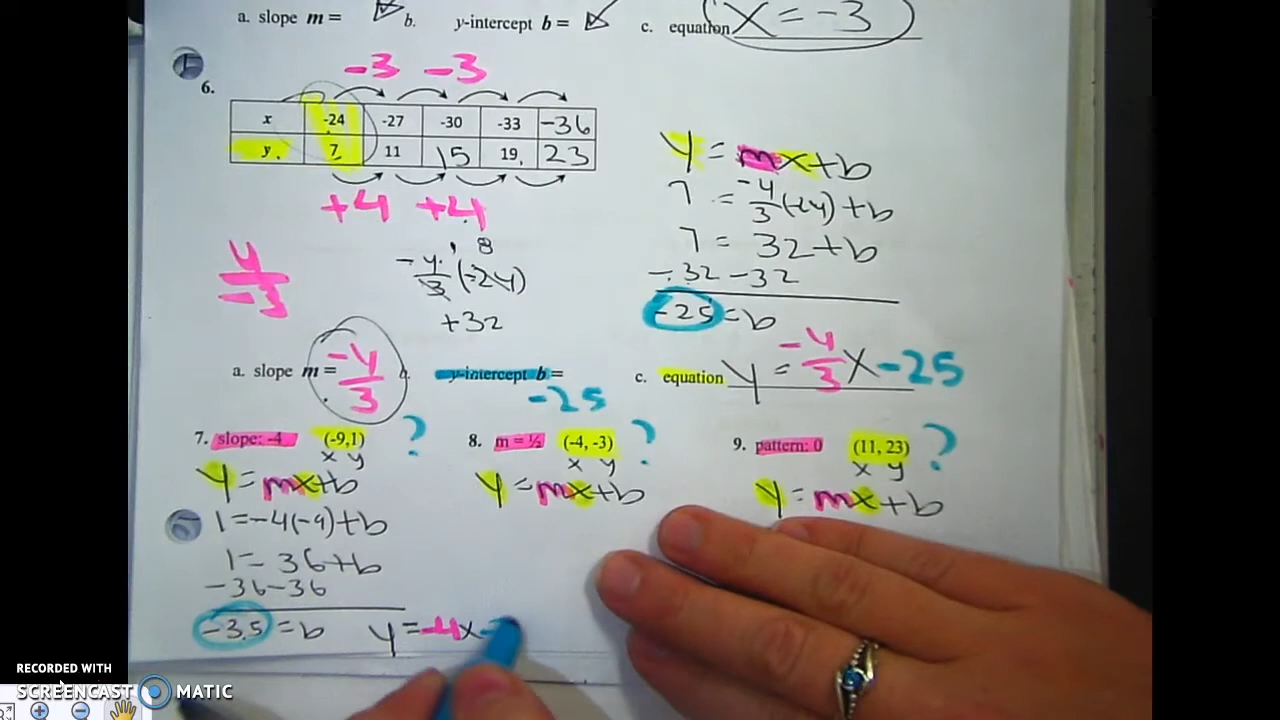 a. slope m = b. y-intercept b = c. equation x = -3
-3 -3
6.
x -24 -27 -30 -33 -36
y 7 11 15 19 23
+4 +4
y = mx+b
7 = -4/3 (-24) + b
7 = 32 + b
-32 -32
-25 = b
4/-3
-4/3 (-24)
1 8
+32
a. slope m = -4/3 y-intercept b = -25 c. equation y = -4/3 x -25
7. slope: -4 (-9,1) ?
x y
y = mx+b
1=-4(-9)+b
1= 36+b
-36-36
-35 = b y = -4x
8. m = ½ (-4, -3) ?
x y
y = mx+b
9. pattern: 0 (11, 23) ?
x y
y = mx+b
RECORDED WITH
SCREENCAST MATIC